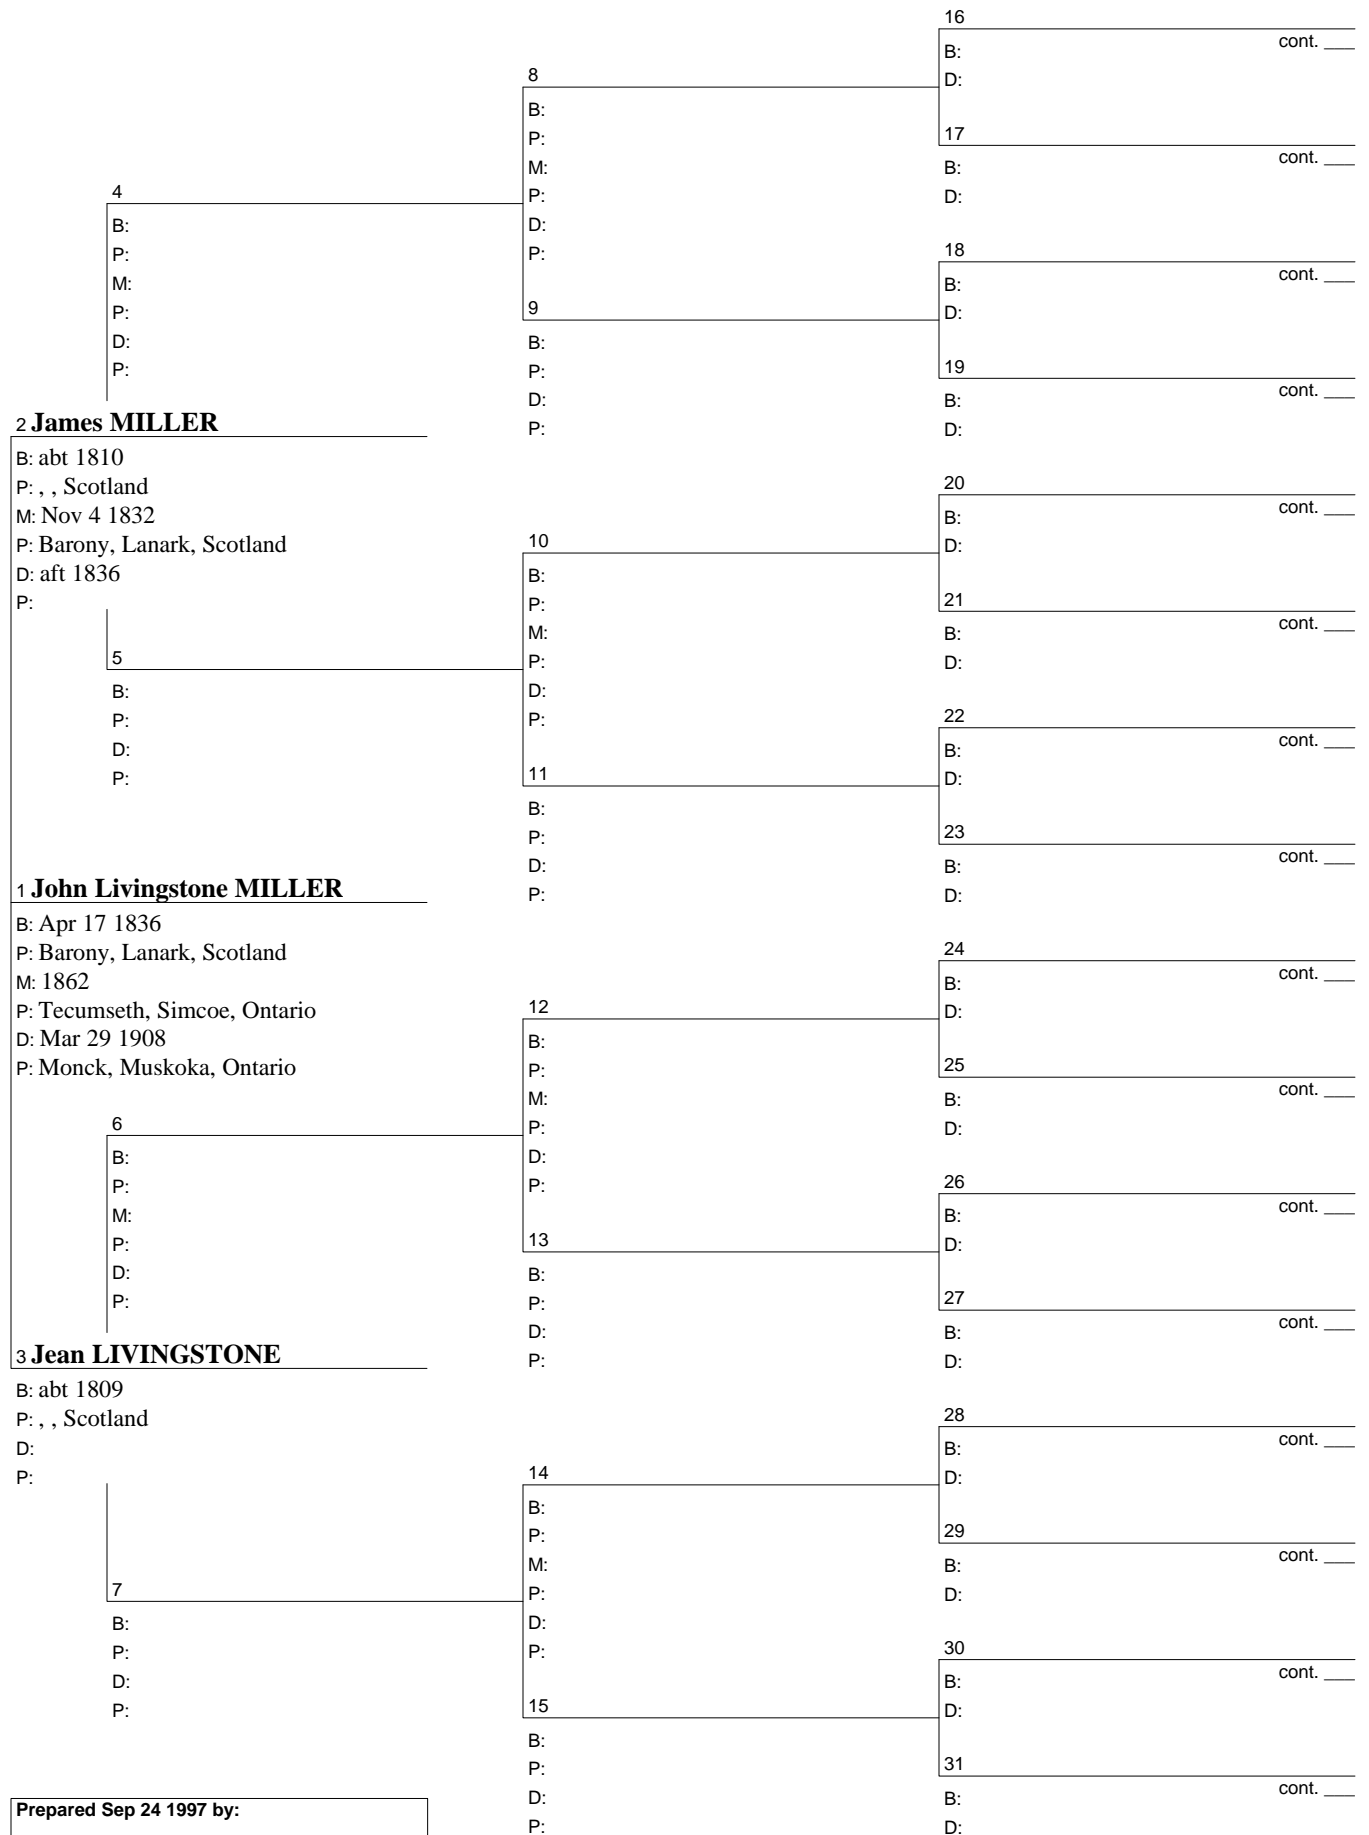 16
cont. ___
B:
D:
8
B:
P:
M:
P:
D:
P:
17
cont. ___
B:
D:
4
B:
P:
M:
P:
D:
P:
18
cont. ___
B:
D:
9
B:
P:
D:
P:
19
cont. ___
B:
D:
2 James MILLER
B: abt 1810
P: , , Scotland
M: Nov 4 1832
P: Barony, Lanark, Scotland
D: aft 1836
P:
20
cont. ___
B:
D:
10
B:
P:
M:
P:
D:
P:
21
cont. ___
B:
D:
5
B:
P:
D:
P:
22
cont. ___
B:
D:
11
B:
P:
D:
P:
23
cont. ___
B:
D:
1 John Livingstone MILLER
B: Apr 17 1836
P: Barony, Lanark, Scotland
M: 1862
P: Tecumseth, Simcoe, Ontario
D: Mar 29 1908
P: Monck, Muskoka, Ontario
24
cont. ___
B:
D:
12
B:
P:
M:
P:
D:
P:
25
cont. ___
B:
D:
6
B:
P:
M:
P:
D:
P:
26
cont. ___
B:
D:
13
B:
P:
D:
P:
27
cont. ___
B:
D:
3 Jean LIVINGSTONE
B: abt 1809
P: , , Scotland
D:
P:
28
cont. ___
B:
D:
14
B:
P:
M:
P:
D:
P:
29
cont. ___
B:
D:
7
B:
P:
D:
P:
30
cont. ___
B:
D:
15
B:
P:
D:
P:
31
cont. ___
B:
D:
Prepared Sep 24 1997 by: